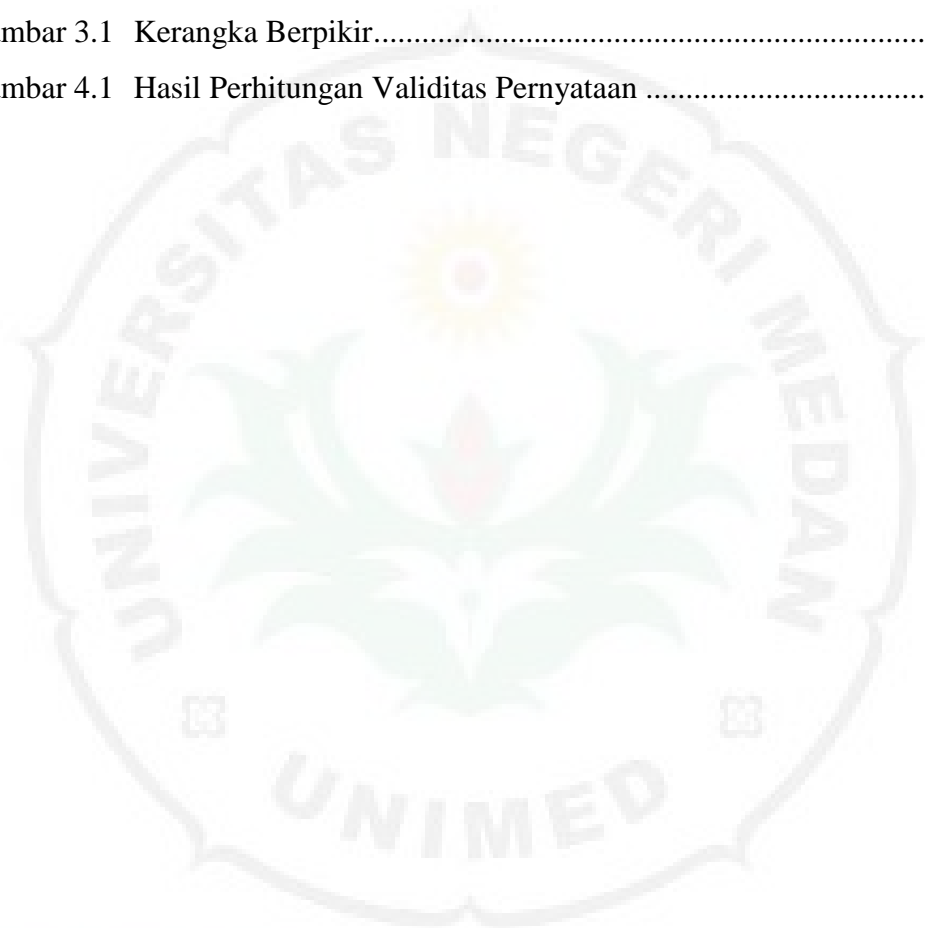 mbar 3.1 Kerangka Berpikir......................................................................
mbar 4.1 Hasil Perhitungan Validitas Pernyataan ...................................
UNIVERSITAS NEGERI MEDAN
UNIMED